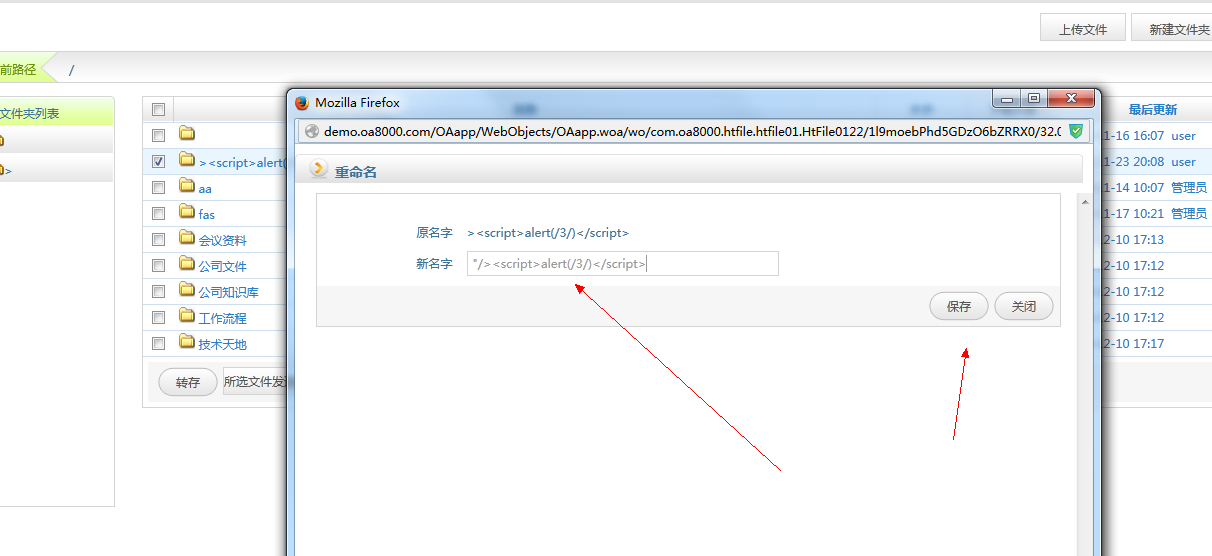 上传文件 新建文件夹
前路径 /
文件夹列表
>
最后更新
1-16 16:07 user
><script>alert( 1-23 20:08 user
aa 1-14 10:07 管理员
fas 1-17 10:21 管理员
会议资料 2-10 17:13
公司文件 2-10 17:12
公司知识库 2-10 17:12
工作流程 2-10 17:12
技术天地 2-10 17:17
转存 所选文件发
Mozilla Firefox
demo.oa8000.com/OAapp/WebObjects/OAapp.woa/wo/com.oa8000.htfile.htfile01.HtFile0122/1l9moebPhd5GDzO6bZRRX0/32.0
重命名
原名字 ><script>alert(/3/)</script>
新名字 "/><script>alert(/3/)</script>
保存 关闭